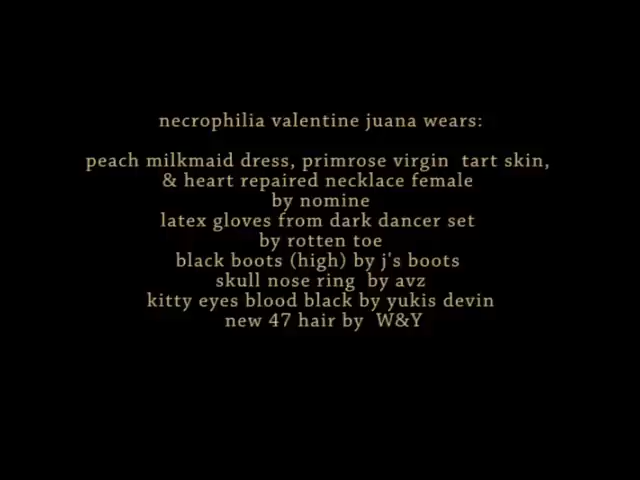 necrophilia valentine juana wears:
peach milkmaid dress, primrose virgin  tart skin,
& heart repaired necklace female
by nomine
latex gloves from dark dancer set
by rotten toe
black boots (high) by j's boots
skull nose ring  by avz
kitty eyes blood black by yukis devin
new 47 hair by  W&Y